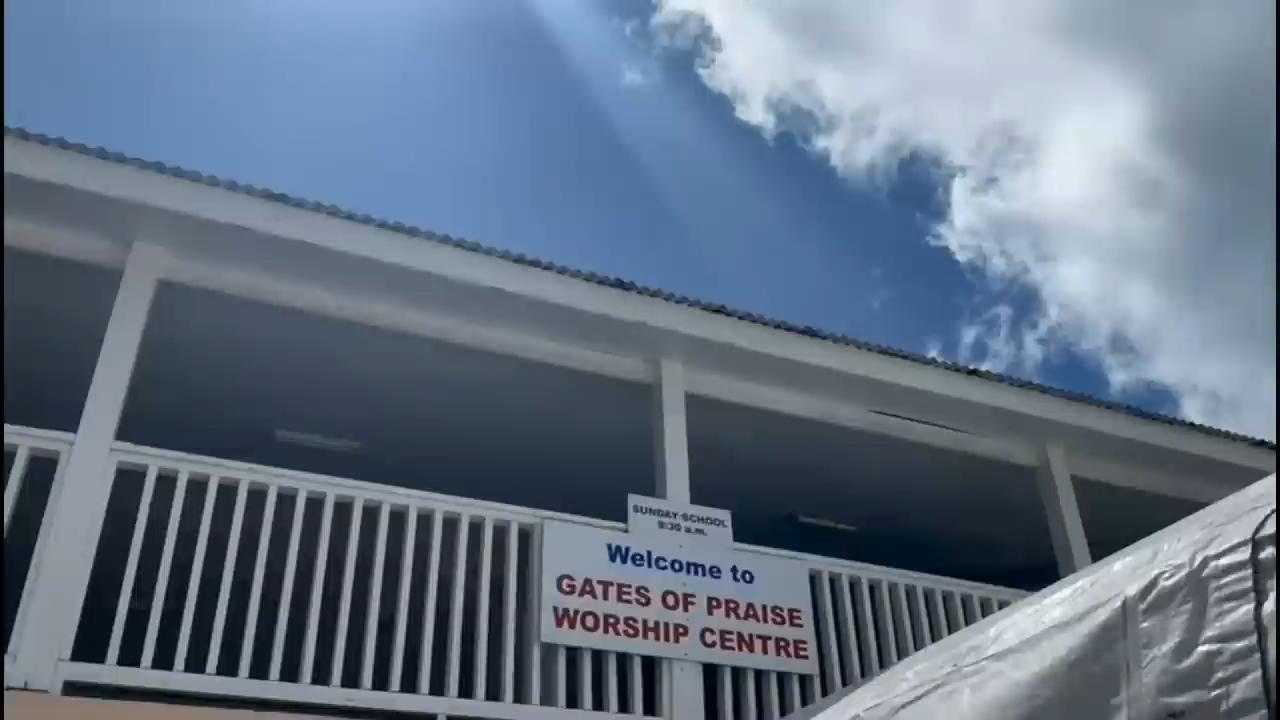 SUNDAY SCHOOL
9:30 a.m.
Welcome to
GATES OF PRAISE
WORSHIP CENTRE